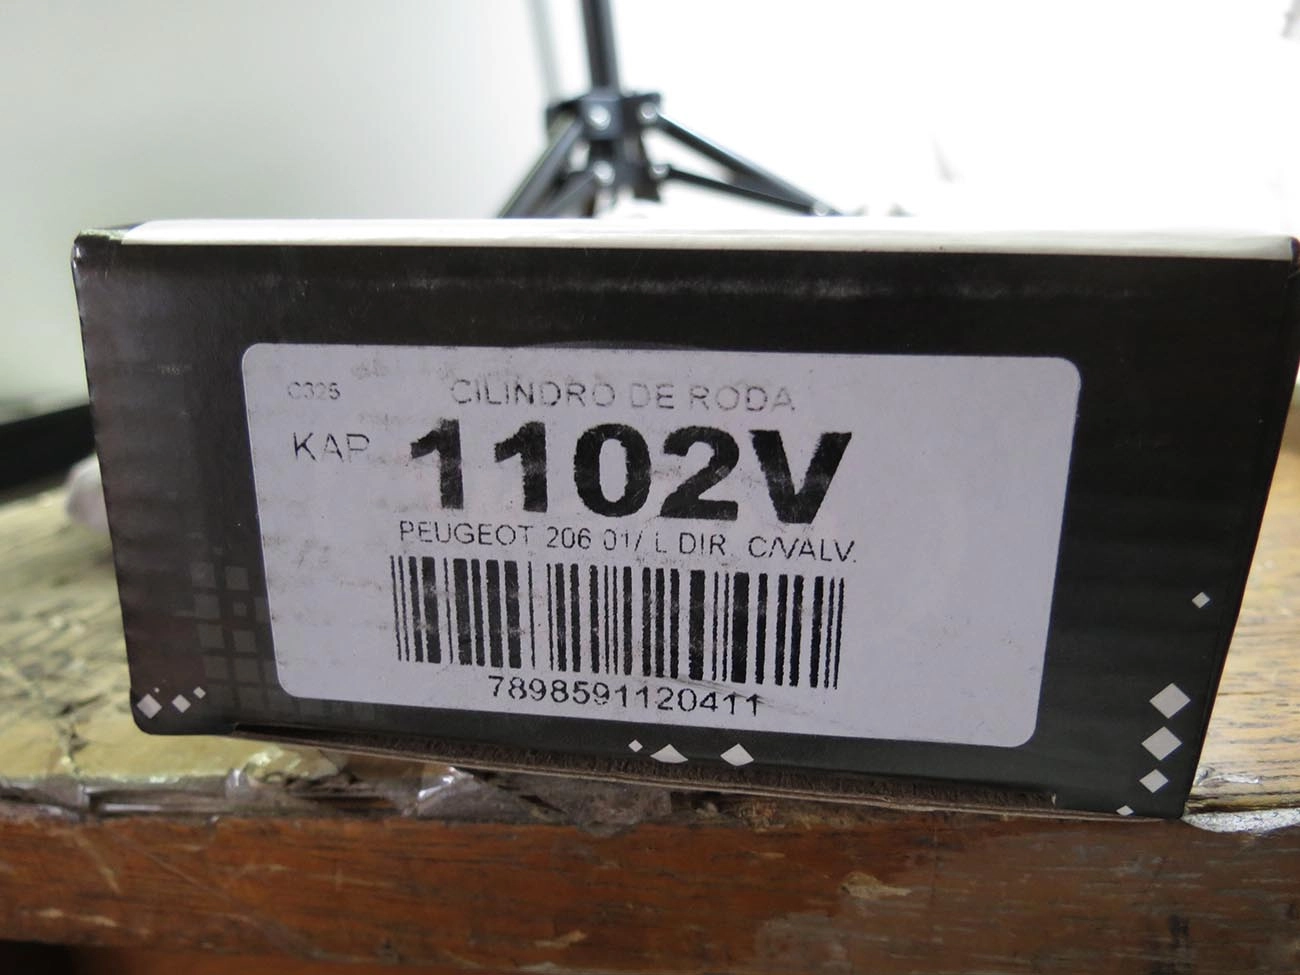 C325 CILINDRO DE RODA
KAP 1102V
PEUGEOT 206 01/ L DIR. C/VALV.
7898591120411